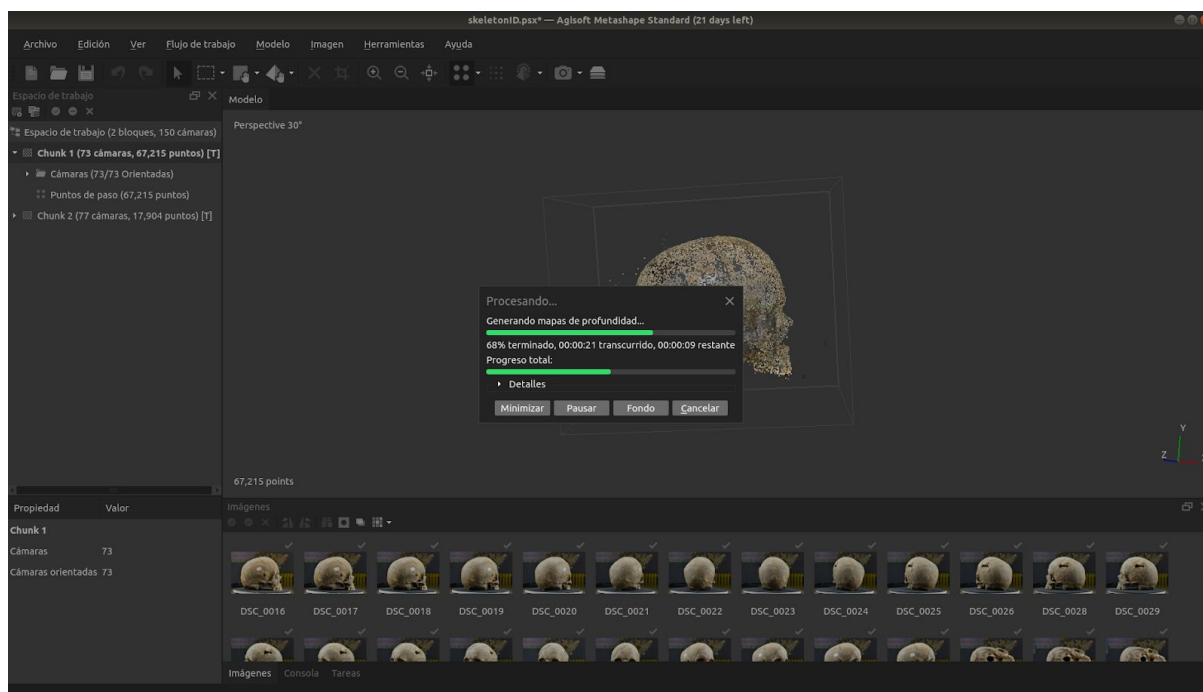 skeletonID.psx* — Agisoft Metashape Standard (21 days left)
Archivo Edición Ver Flujo de trabajo Modelo Imagen Herramientas Ayuda
Espacio de trabajo
Modelo
Espacio de trabajo (2 bloques, 150 cámaras)
Perspective 30°
Chunk 1 (73 cámaras, 67,215 puntos) [T]
Cámaras (73/73 Orientadas)
Puntos de paso (67,215 puntos)
Chunk 2 (77 cámaras, 17,904 puntos) [T]
Procesando...
Generando mapas de profundidad...
68% terminado, 00:00:21 transcurrido, 00:00:09 restante
Progreso total:
Detalles
Minimizar Pausar Fondo Cancelar
Y
Z
67,215 points
Propiedad Valor
Imágenes
Chunk 1
Cámaras 73
Cámaras orientadas 73
DSC_0016 DSC_0017 DSC_0018 DSC_0019 DSC_0020 DSC_0021 DSC_0022 DSC_0023 DSC_0024 DSC_0025 DSC_0026 DSC_0028 DSC_0029
Imágenes Consola Tareas